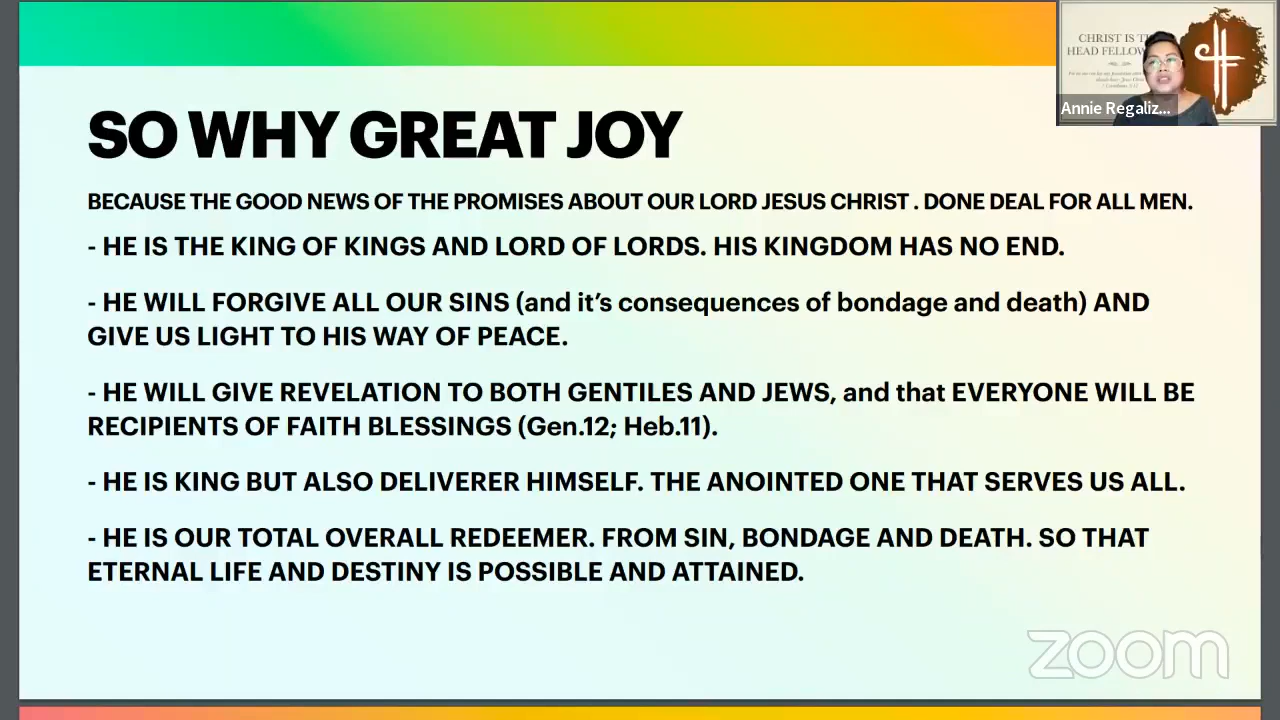 CHRIST IS T
HEAD FELLOW
Annie Regaliz...
SO WHY GREAT JOY
BECAUSE THE GOOD NEWS OF THE PROMISES ABOUT OUR LORD JESUS CHRIST . DONE DEAL FOR ALL MEN.
- HE IS THE KING OF KINGS AND LORD OF LORDS. HIS KINGDOM HAS NO END.
- HE WILL FORGIVE ALL OUR SINS (and it’s consequences of bondage and death) AND
GIVE US LIGHT TO HIS WAY OF PEACE.
- HE WILL GIVE REVELATION TO BOTH GENTILES AND JEWS, and that EVERYONE WILL BE
RECIPIENTS OF FAITH BLESSINGS (Gen.12; Heb.11).
- HE IS KING BUT ALSO DELIVERER HIMSELF. THE ANOINTED ONE THAT SERVES US ALL.
- HE IS OUR TOTAL OVERALL REDEEMER. FROM SIN, BONDAGE AND DEATH. SO THAT
ETERNAL LIFE AND DESTINY IS POSSIBLE AND ATTAINED.
zoom